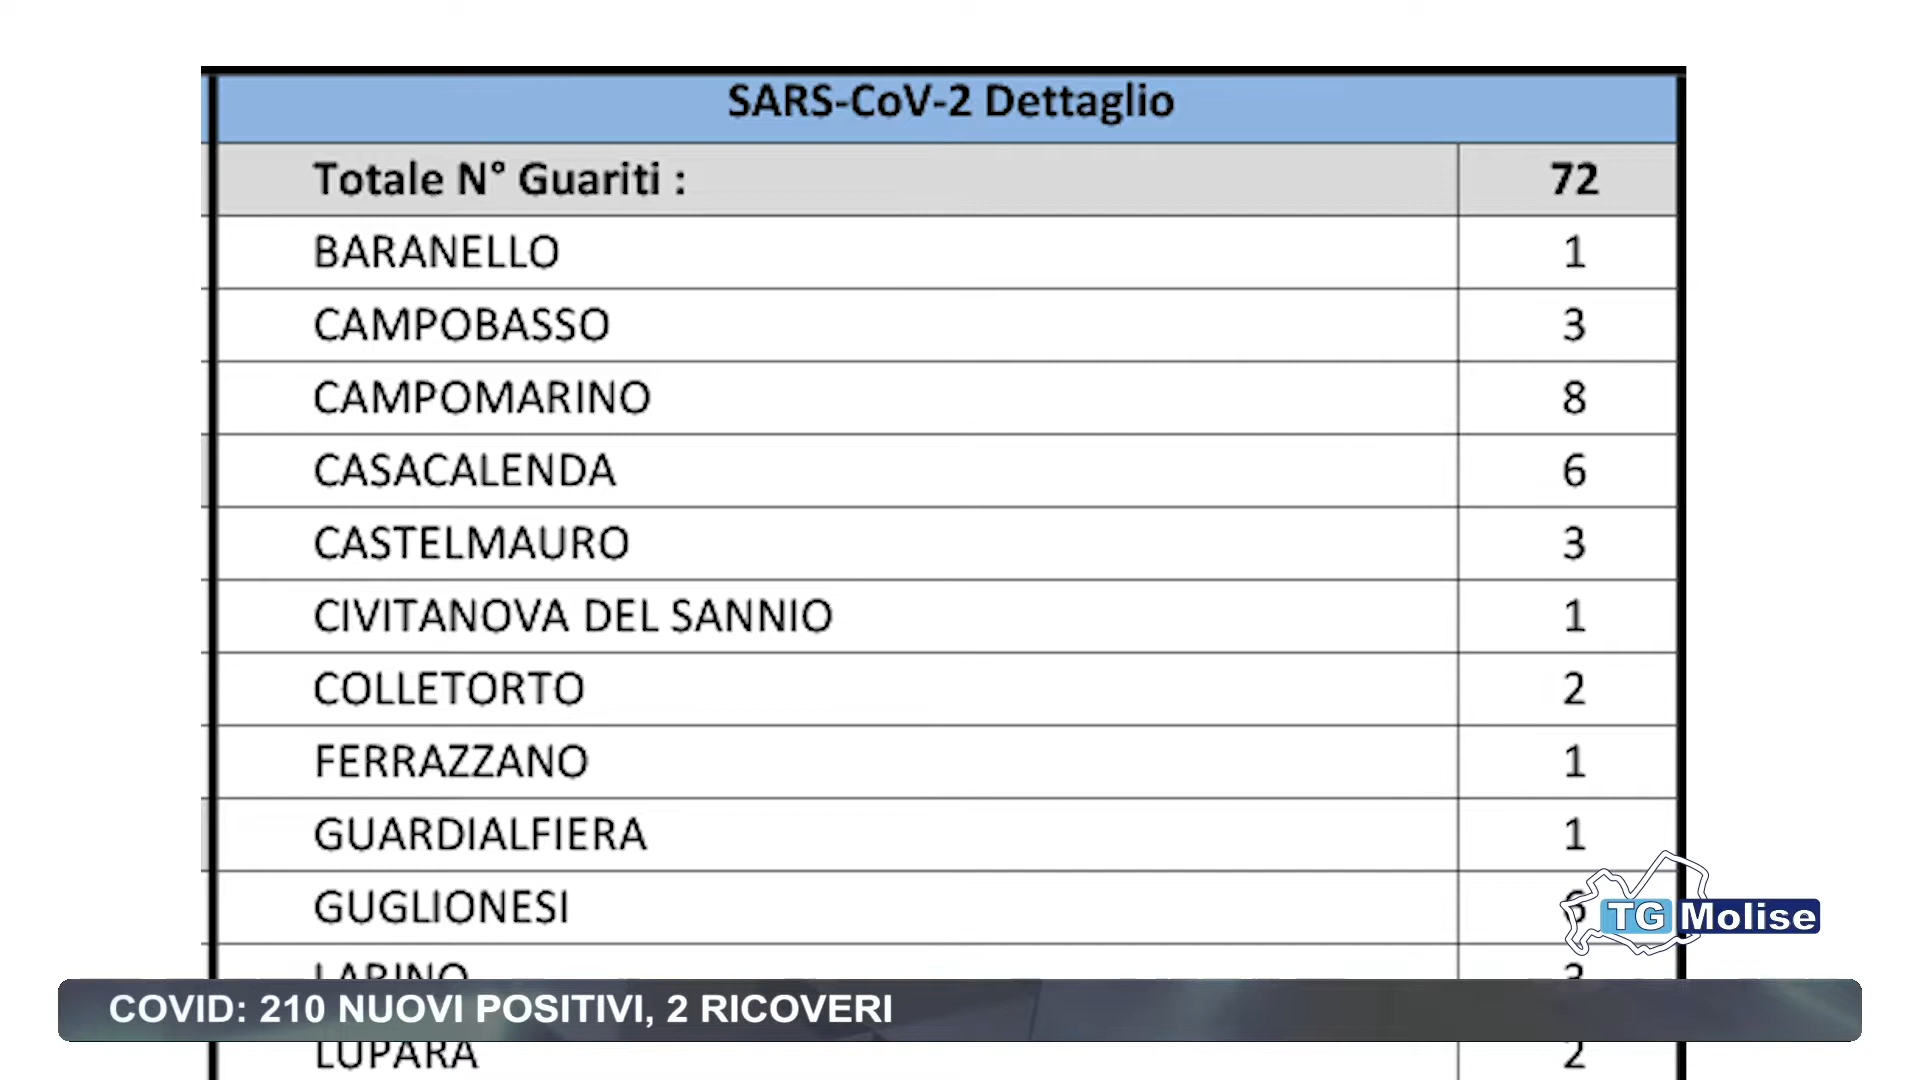 SARS-CoV-2 Dettaglio
Totale N° Guariti : 72
BARANELLO 1
CAMPOBASSO 3
CAMPOMARINO 8
CASACALENDA 6
CASTELMAURO 3
CIVITANOVA DEL SANNIO 1
COLLETORTO 2
FERRAZZANO 1
GUARDIALFIERA 1
GUGLIONESI
TG Molise
LARINO
COVID: 210 NUOVI POSITIVI, 2 RICOVERI
LUPARA 2